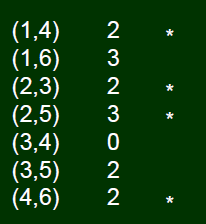 (1,4) 2 *
(1,6) 3
(2,3) 2 *
(2,5) 3 *
(3,4) 0
(3,5) 2
(4,6) 2 *